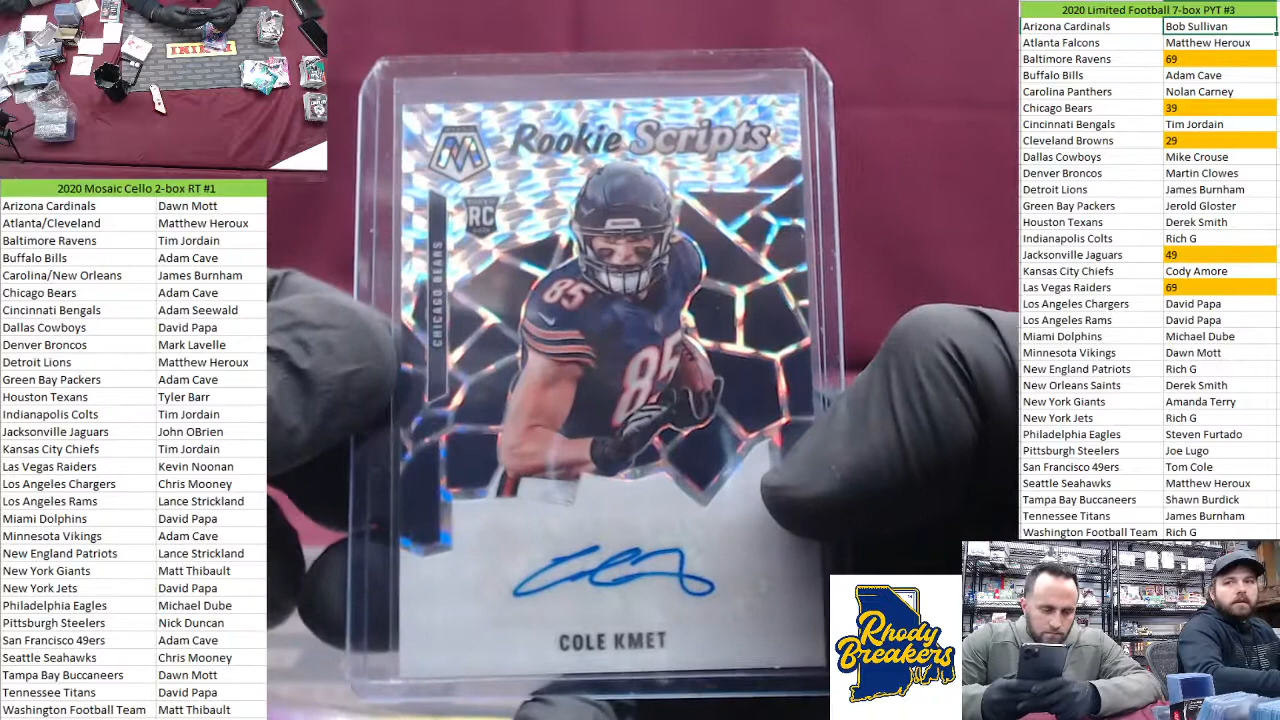 INIKI
2020 Mosaic Cello 2-box RT #1
Arizona Cardinals Dawn Mott
Atlanta/Cleveland Matthew Heroux
Baltimore Ravens Tim Jordain
Buffalo Bills Adam Cave
Carolina/New Orleans James Burnham
Chicago Bears Adam Cave
Cincinnati Bengals Adam Seewald
Dallas Cowboys David Papa
Denver Broncos Mark Lavelle
Detroit Lions Matthew Heroux
Green Bay Packers Adam Cave
Houston Texans Tyler Barr
Indianapolis Colts Tim Jordain
Jacksonville Jaguars John OBrien
Kansas City Chiefs Tim Jordain
Las Vegas Raiders Kevin Noonan
Los Angeles Chargers Chris Mooney
Los Angeles Rams Lance Strickland
Miami Dolphins David Papa
Minnesota Vikings Adam Cave
New England Patriots Lance Strickland
New York Giants Matt Thibault
New York Jets David Papa
Philadelphia Eagles Michael Dube
Pittsburgh Steelers Nick Duncan
San Francisco 49ers Adam Cave
Seattle Seahawks Chris Mooney
Tampa Bay Buccaneers Dawn Mott
Tennessee Titans David Papa
Washington Football Team Matt Thibault
Rookie Scripts
RC
CHICAGO BEARS
85
85
COLE KMET
2020 Limited Football 7-box PYT #3
Arizona Cardinals Bob Sullivan
Atlanta Falcons Matthew Heroux
Baltimore Ravens 69
Buffalo Bills Adam Cave
Carolina Panthers Nolan Carney
Chicago Bears 39
Cincinnati Bengals Tim Jordain
Cleveland Browns 29
Dallas Cowboys Mike Crouse
Denver Broncos Martin Clowes
Detroit Lions James Burnham
Green Bay Packers Jerold Gloster
Houston Texans Derek Smith
Indianapolis Colts Rich G
Jacksonville Jaguars 49
Kansas City Chiefs Cody Amore
Las Vegas Raiders 69
Los Angeles Chargers David Papa
Los Angeles Rams David Papa
Miami Dolphins Michael Dube
Minnesota Vikings Dawn Mott
New England Patriots Rich G
New Orleans Saints Derek Smith
New York Giants Amanda Terry
New York Jets Rich G
Philadelphia Eagles Steven Furtado
Pittsburgh Steelers Joe Lugo
San Francisco 49ers Tom Cole
Seattle Seahawks Matthew Heroux
Tampa Bay Buccaneers Shawn Burdick
Tennessee Titans James Burnham
Washington Football Team Rich G
Rhody
Breakers